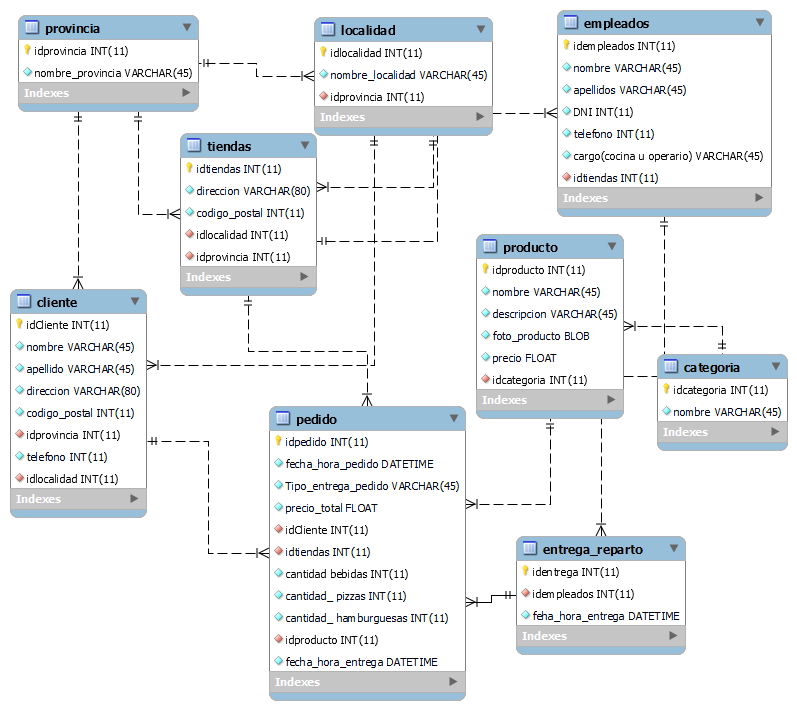 provincia
idprovincia INT(11)
nombre_provincia VARCHAR(45)
Indexes
localidad
idlocalidad INT(11)
nombre_localidad VARCHAR(45)
idprovincia INT(11)
Indexes
empleados
idempleados INT(11)
nombre VARCHAR(45)
apellidos VARCHAR(45)
DNI INT(11)
telefono INT(11)
cargo(cocina u operario) VARCHAR(45)
idtiendas INT(11)
Indexes
tiendas
idtiendas INT(11)
direccion VARCHAR(80)
codigo_postal INT(11)
idlocalidad INT(11)
idprovincia INT(11)
Indexes
producto
idproducto INT(11)
nombre VARCHAR(45)
descripcion VARCHAR(45)
foto_producto BLOB
precio FLOAT
idcategoria INT(11)
Indexes
cliente
idCliente INT(11)
nombre VARCHAR(45)
apellido VARCHAR(45)
direccion VARCHAR(80)
codigo_postal INT(11)
idprovincia INT(11)
telefono INT(11)
idlocalidad INT(11)
Indexes
categoria
idcategoria INT(11)
nombre VARCHAR(45)
Indexes
pedido
idpedido INT(11)
fecha_hora_pedido DATETIME
Tipo_entrega_pedido VARCHAR(45)
precio_total FLOAT
idCliente INT(11)
idtiendas INT(11)
cantidad bebidas INT(11)
cantidad_ pizzas INT(11)
cantidad_ hamburguesas INT(11)
idproducto INT(11)
fecha_hora_entrega DATETIME
Indexes
entrega_reparto
identrega INT(11)
idempleados INT(11)
feha_hora_entrega DATETIME
Indexes